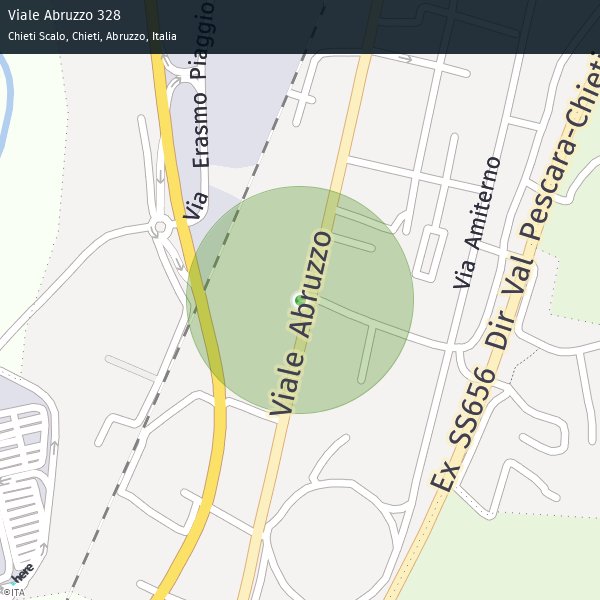 Viale Abruzzo 328
Chieti Scalo, Chieti, Abruzzo, Italia
Via Erasmo Piaggio
Via Amiterno
Viale Abruzzo
Ex SS656 Dir Val Pescara-Chieti
here
©ITA